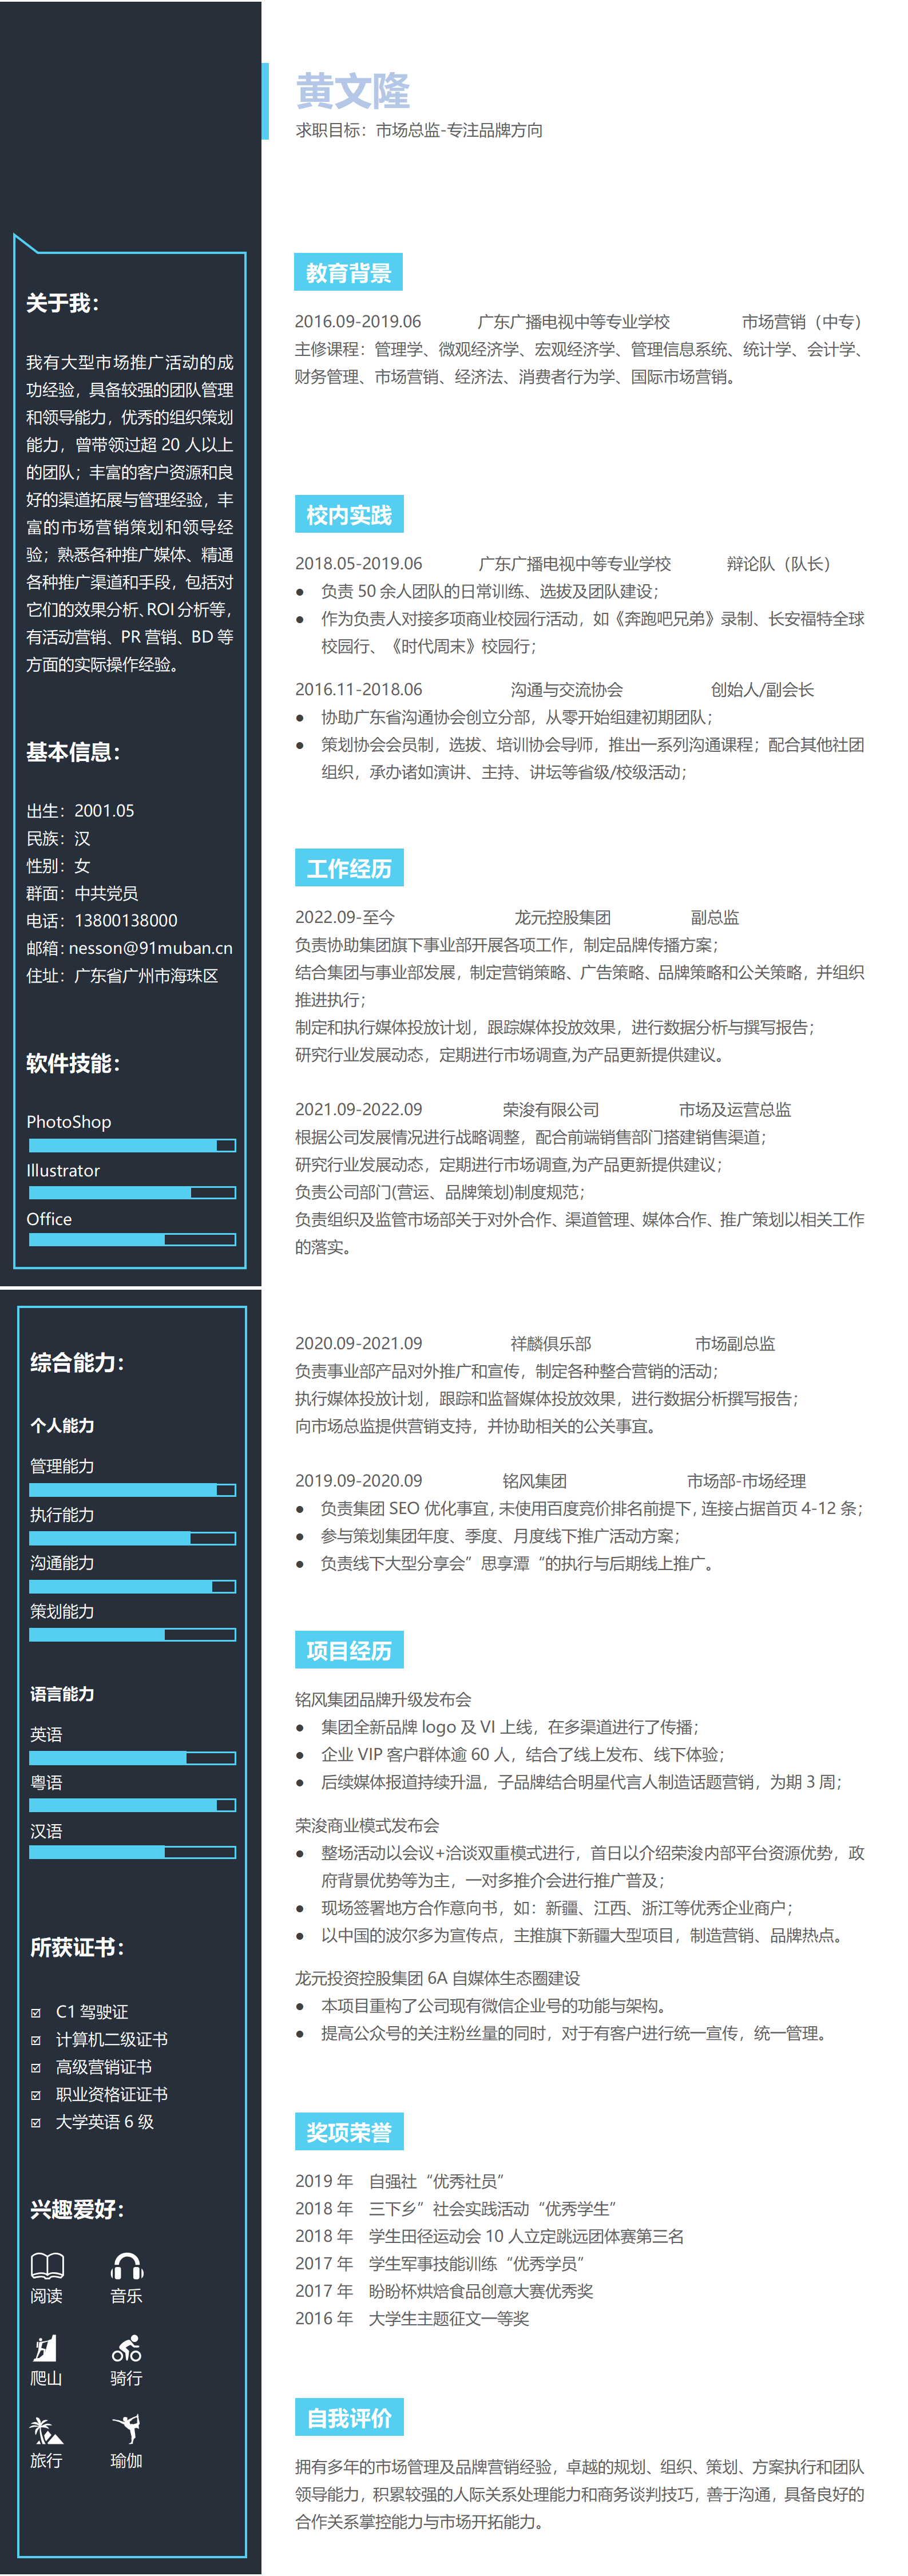 黄文隆
求职目标：市场总监-专注品牌方向
关于我：
我有大型市场推广活动的成
功经验，具备较强的团队管理
和领导能力，优秀的组织策划
能力，曾带领过超 20 人以上
的团队；丰富的客户资源和良
好的渠道拓展与管理经验，丰
富的市场营销策划和领导经
验；熟悉各种推广媒体、精通
各种推广渠道和手段，包括对
它们的效果分析、ROI 分析等，
有活动营销、PR 营销、BD 等
方面的实际操作经验。
基本信息：
出生：2001.05
民族：汉
性别：女
群面：中共党员
电话：13800138000
邮箱：nesson@91muban.cn
住址：广东省广州市海珠区
软件技能：
PhotoShop
Illustrator
Office
教育背景
2016.09-2019.06 广东广播电视中等专业学校 市场营销（中专）
主修课程：管理学、微观经济学、宏观经济学、管理信息系统、统计学、会计学、
财务管理、市场营销、经济法、消费者行为学、国际市场营销。
校内实践
2018.05-2019.06 广东广播电视中等专业学校 辩论队（队长）
● 负责 50 余人团队的日常训练、选拔及团队建设；
● 作为负责人对接多项商业校园行活动，如《奔跑吧兄弟》录制、长安福特全球
校园行、《时代周末》校园行；
2016.11-2018.06 沟通与交流协会 创始人/副会长
● 协助广东省沟通协会创立分部，从零开始组建初期团队；
● 策划协会会员制，选拔、培训协会导师，推出一系列沟通课程；配合其他社团
组织，承办诸如演讲、主持、讲坛等省级/校级活动；
工作经历
2022.09-至今 龙元控股集团 副总监
负责协助集团旗下事业部开展各项工作，制定品牌传播方案；
结合集团与事业部发展，制定营销策略、广告策略、品牌策略和公关策略，并组织
推进执行；
制定和执行媒体投放计划，跟踪媒体投放效果，进行数据分析与撰写报告；
研究行业发展动态，定期进行市场调查,为产品更新提供建议。
2021.09-2022.09 荣浚有限公司 市场及运营总监
根据公司发展情况进行战略调整，配合前端销售部门搭建销售渠道；
研究行业发展动态，定期进行市场调查,为产品更新提供建议；
负责公司部门(营运、品牌策划)制度规范；
负责组织及监管市场部关于对外合作、渠道管理、媒体合作、推广策划以相关工作
的落实。
综合能力：
个人能力
管理能力
执行能力
沟通能力
策划能力
语言能力
英语
粤语
汉语
所获证书：
☑ C1 驾驶证
☑ 计算机二级证书
☑ 高级营销证书
☑ 职业资格证证书
☑ 大学英语 6 级
兴趣爱好：
阅读 音乐
爬山 骑行
旅行 瑜伽
2020.09-2021.09 祥麟俱乐部 市场副总监
负责事业部产品对外推广和宣传，制定各种整合营销的活动；
执行媒体投放计划，跟踪和监督媒体投放效果，进行数据分析撰写报告；
向市场总监提供营销支持，并协助相关的公关事宜。
2019.09-2020.09 铭风集团 市场部-市场经理
● 负责集团 SEO 优化事宜，未使用百度竞价排名前提下，连接占据首页 4-12 条；
● 参与策划集团年度、季度、月度线下推广活动方案；
● 负责线下大型分享会”思享潭“的执行与后期线上推广。
项目经历
铭风集团品牌升级发布会
● 集团全新品牌 logo 及 VI 上线，在多渠道进行了传播；
● 企业 VIP 客户群体逾 60 人，结合了线上发布、线下体验；
● 后续媒体报道持续升温，子品牌结合明星代言人制造话题营销，为期 3 周；
荣浚商业模式发布会
● 整场活动以会议+洽谈双重模式进行，首日以介绍荣浚内部平台资源优势，政
府背景优势等为主，一对多推介会进行推广普及；
● 现场签署地方合作意向书，如：新疆、江西、浙江等优秀企业商户；
● 以中国的波尔多为宣传点，主推旗下新疆大型项目，制造营销、品牌热点。
龙元投资控股集团 6A 自媒体生态圈建设
● 本项目重构了公司现有微信企业号的功能与架构。
● 提高公众号的关注粉丝量的同时，对于有客户进行统一宣传，统一管理。
奖项荣誉
2019 年 自强社“优秀社员”
2018 年 三下乡”社会实践活动“优秀学生”
2018 年 学生田径运动会 10 人立定跳远团体赛第三名
2017 年 学生军事技能训练“优秀学员”
2017 年 盼盼杯烘焙食品创意大赛优秀奖
2016 年 大学生主题征文一等奖
自我评价
拥有多年的市场管理及品牌营销经验，卓越的规划、组织、策划、方案执行和团队
领导能力，积累较强的人际关系处理能力和商务谈判技巧，善于沟通，具备良好的
合作关系掌控能力与市场开拓能力。